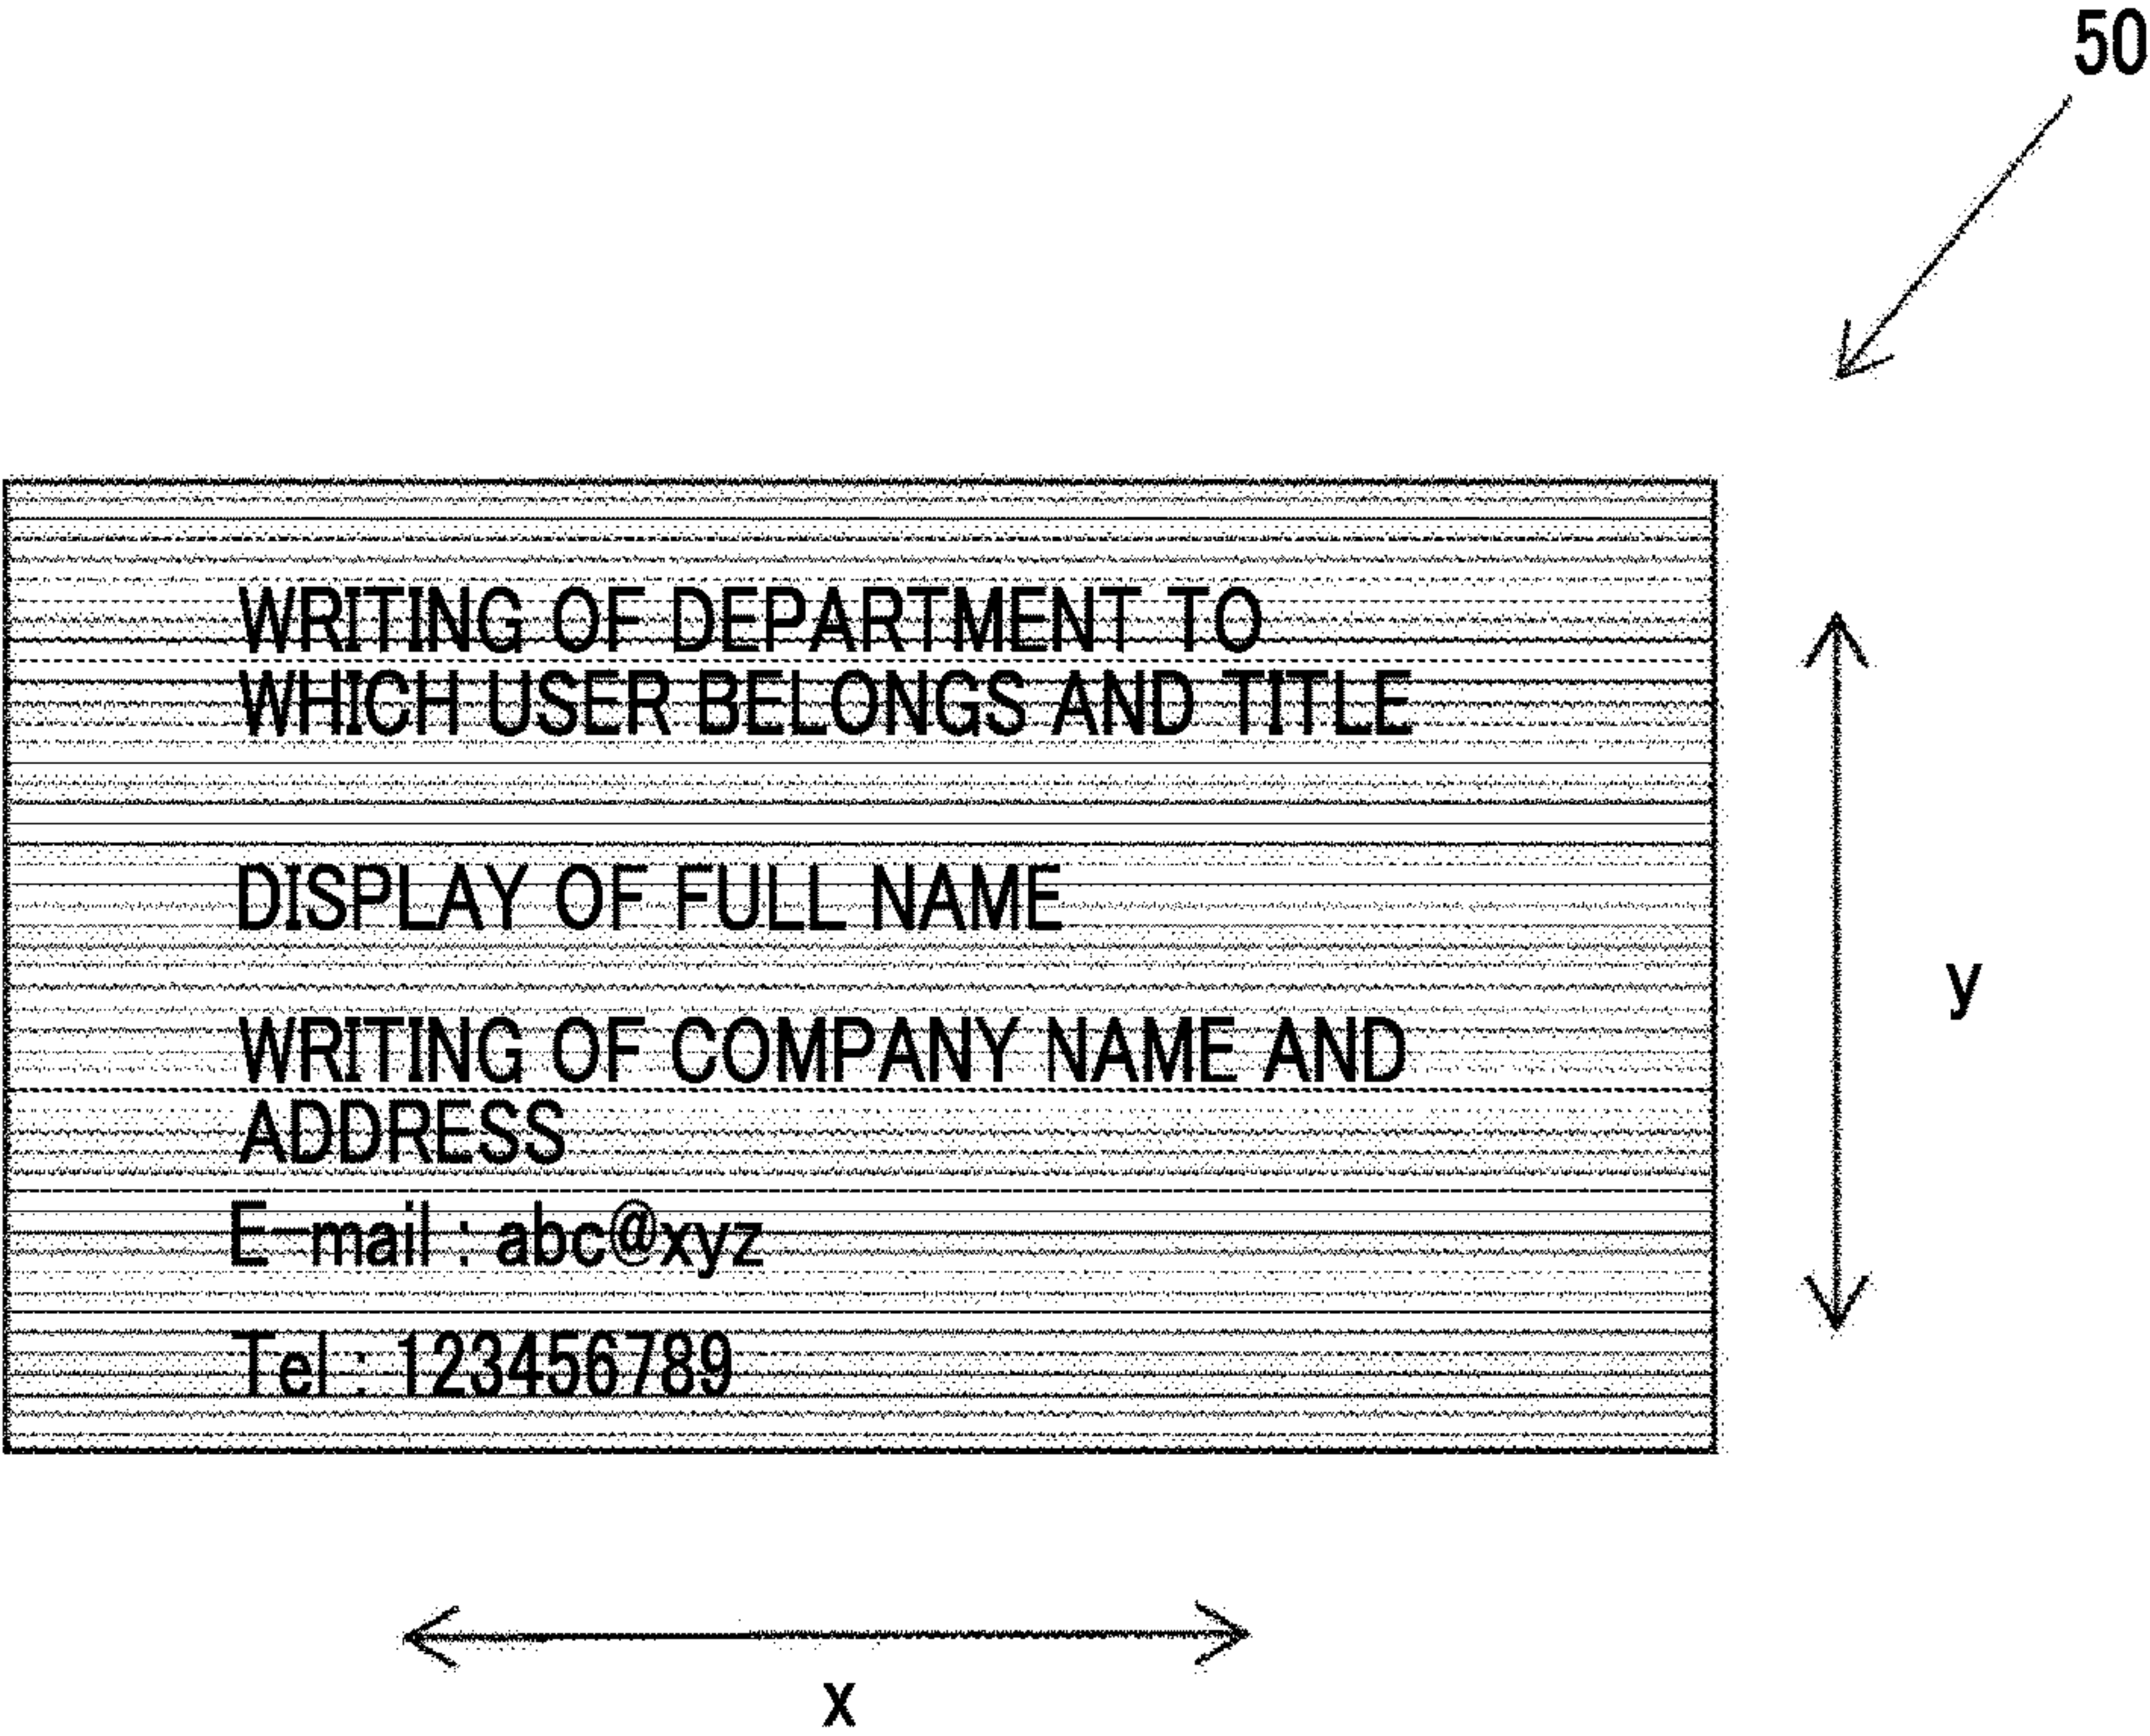 50
WRITING OF DEPARTMENT TO
WHICH USER BELONGS AND TITLE
DISPLAY OF FULL NAME
WRITING OF COMPANY NAME AND
ADDRESS
E-mail : abc@xyz
Tel : 123456789
y
x